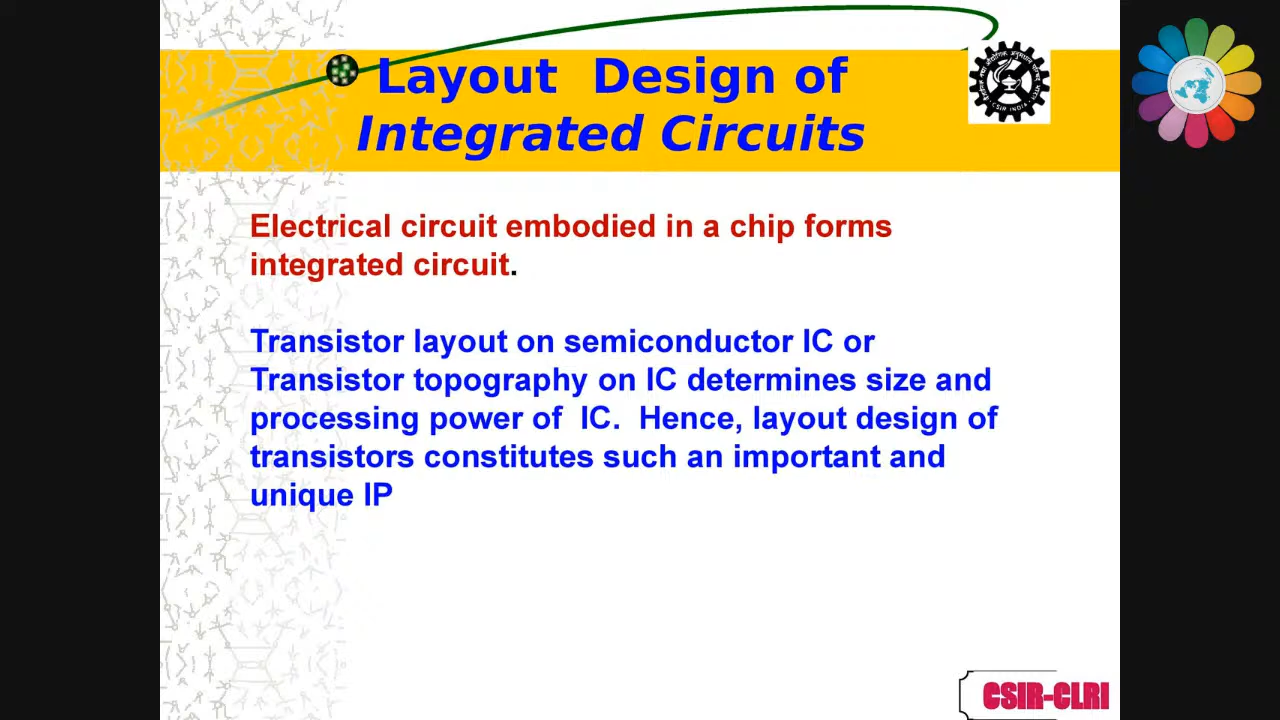 Layout Design of
Integrated Circuits
CSIR INDIA
Electrical circuit embodied in a chip forms
integrated circuit.
Transistor layout on semiconductor IC or
Transistor topography on IC determines size and
processing power of IC. Hence, layout design of
transistors constitutes such an important and
unique IP
CSIR-CLRI